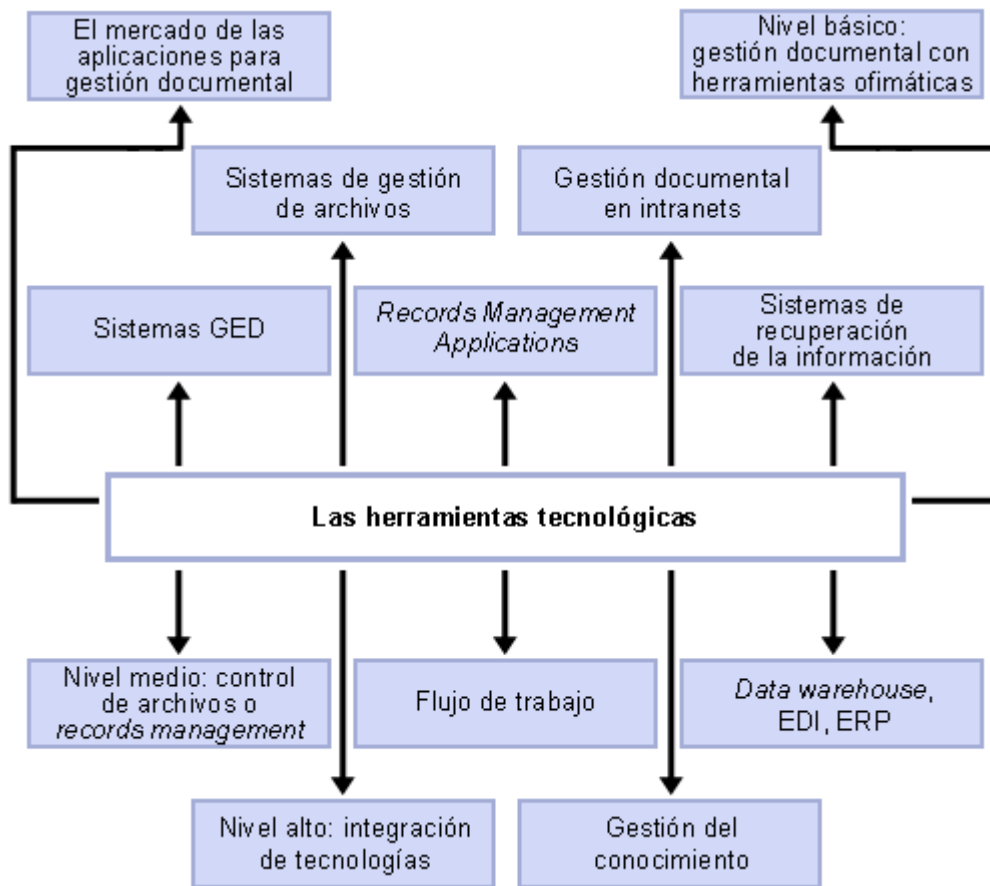 El mercado de las
aplicaciones para
gestión documental
Nivel básico:
gestión documental con
herramientas ofimáticas
Sistemas de gestión
de archivos
Gestión documental
en intranets
Sistemas GED
Records Management
Applications
Sistemas de
recuperación
de la información
Las herramientas tecnológicas
Nivel medio: control
de archivos o
records management
Flujo de trabajo
Data warehouse,
EDI, ERP
Nivel alto: integración
de tecnologías
Gestión del
conocimiento